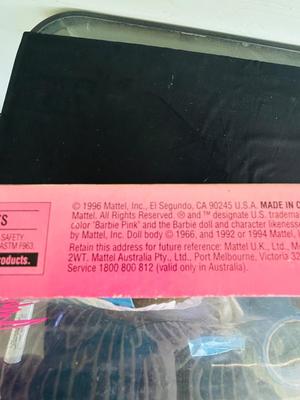 © 1996 Mattel, Inc., El Segundo, CA 90245 U.S.A. MADE IN
Mattel. All Rights Reserved. ® and ™ designate U.S.
color 'Barbie Pink' and the Barbie doll and character
by Mattel, Inc. Doll body © 1966, and 1992 or 1994 Mattel,
Retain this address for future reference: Mattel U.K., Ltd.,
2WT. Mattel Australia Pty., Ltd., Port Melbourne, Victoria
Service 1800 800 812 (valid only in Australia).
SAFETY
ASTM F963.